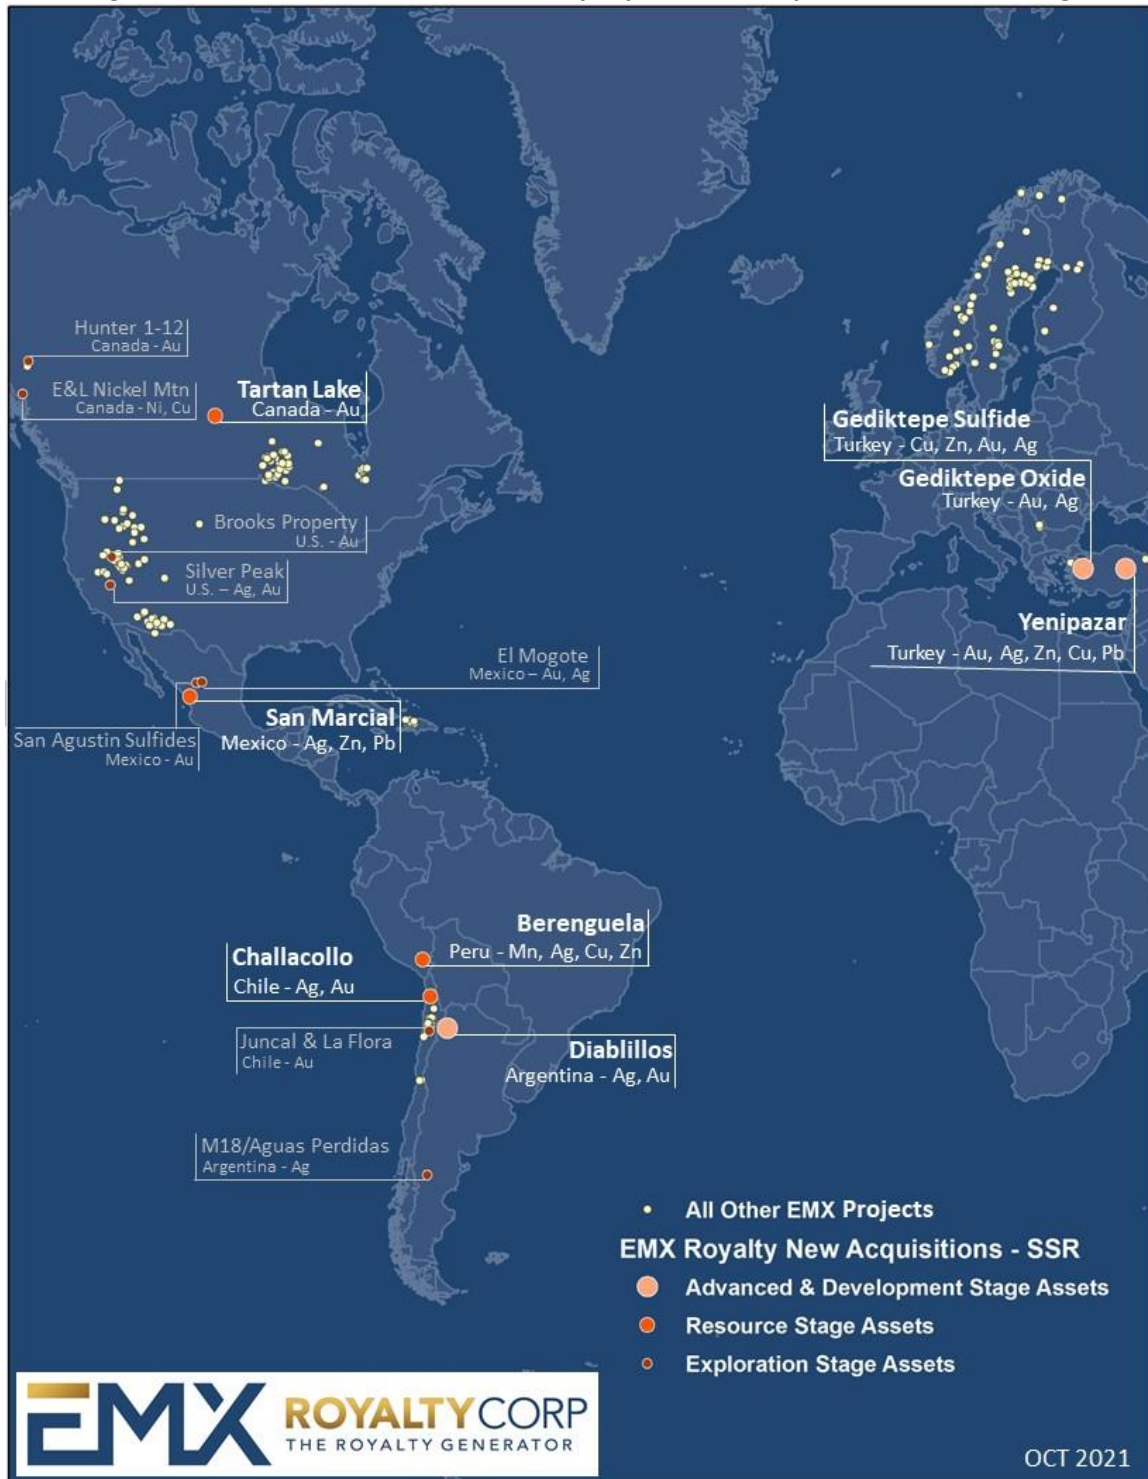 Hunter 1-12
Canada - Au
E&L Nickel Mtn
Canada - Ni, Cu
Tartan Lake
Canada - Au
Gediktepe Sulfide
Turkey - Cu, Zn, Au, Ag
Gediktepe Oxide
Turkey - Au, Ag
Brooks Property
U.S. - Au
Silver Peak
U.S. – Ag, Au
Yenipazar
Turkey - Au, Ag, Zn, Cu, Pb
El Mogote
Mexico – Au, Ag
San Marcial
Mexico - Ag, Zn, Pb
San Agustin Sulfides
Mexico - Au
Berenguela
Peru - Mn, Ag, Cu, Zn
Challacollo
Chile - Ag, Au
Juncal & La Flora
Chile - Au
Diablillos
Argentina - Ag, Au
M18/Aguas Perdidas
Argentina - Ag
All Other EMX Projects
EMX Royalty New Acquisitions - SSR
Advanced & Development Stage Assets
Resource Stage Assets
Exploration Stage Assets
EMX ROYALTY CORP
THE ROYALTY GENERATOR
OCT 2021